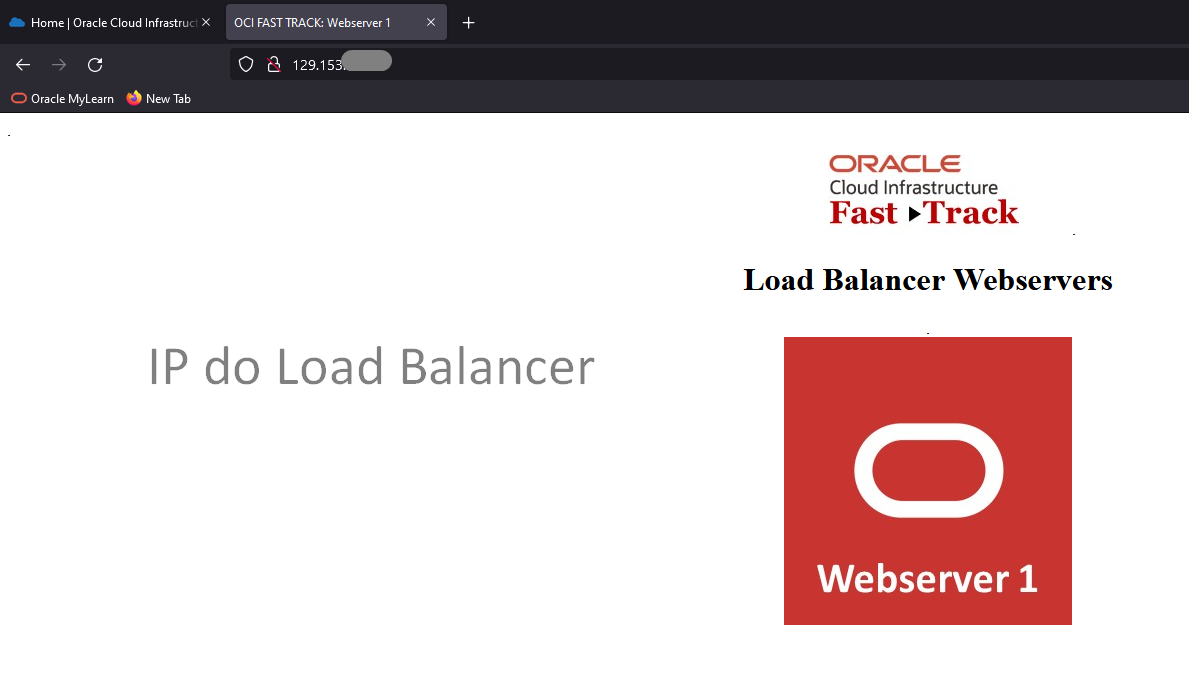 Home | Oracle Cloud Infrastruct
OCI FAST TRACK: Webserver 1
129.153.
Oracle MyLearn
New Tab
ORACLE
Cloud Infrastructure
Fast Track
Load Balancer Webservers
IP do Load Balancer
Webserver 1